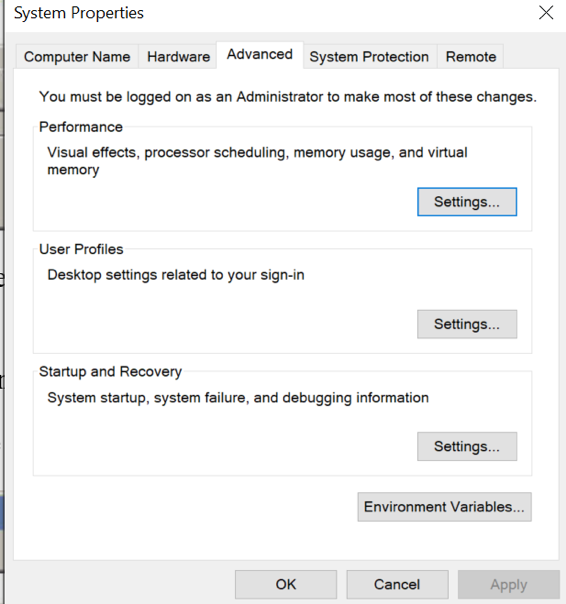 System Properties
Computer Name Hardware Advanced System Protection Remote
You must be logged on as an Administrator to make most of these changes.
Performance
Visual effects, processor scheduling, memory usage, and virtual
memory
Settings...
User Profiles
Desktop settings related to your sign-in
Settings...
Startup and Recovery
System startup, system failure, and debugging information
Settings...
Environment Variables...
OK Cancel Apply